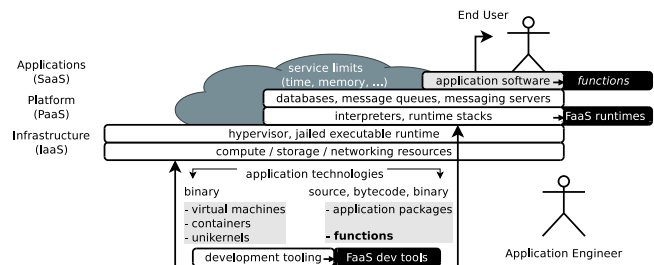 End User
Applications
(SaaS)
service limits
(time, memory, ...)
application software
functions
Platform
(PaaS)
databases, message queues, messaging servers
interpreters, runtime stacks
FaaS runtimes
Infrastructure
(IaaS)
hypervisor, jailed executable runtime
compute / storage / networking resources
application technologies
binary
- virtual machines
- containers
- unikernels
source, bytecode, binary
- application packages
- functions
development tooling
FaaS dev tools
Application Engineer